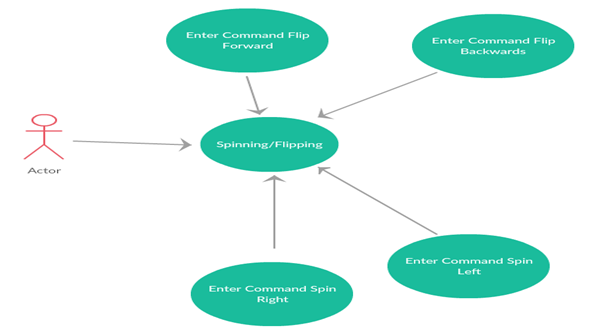 Enter Command Flip
Forward
Enter Command Flip
Backwards
Spinning/Flipping
Actor
Enter Command Spin
Left
Enter Command Spin
Right